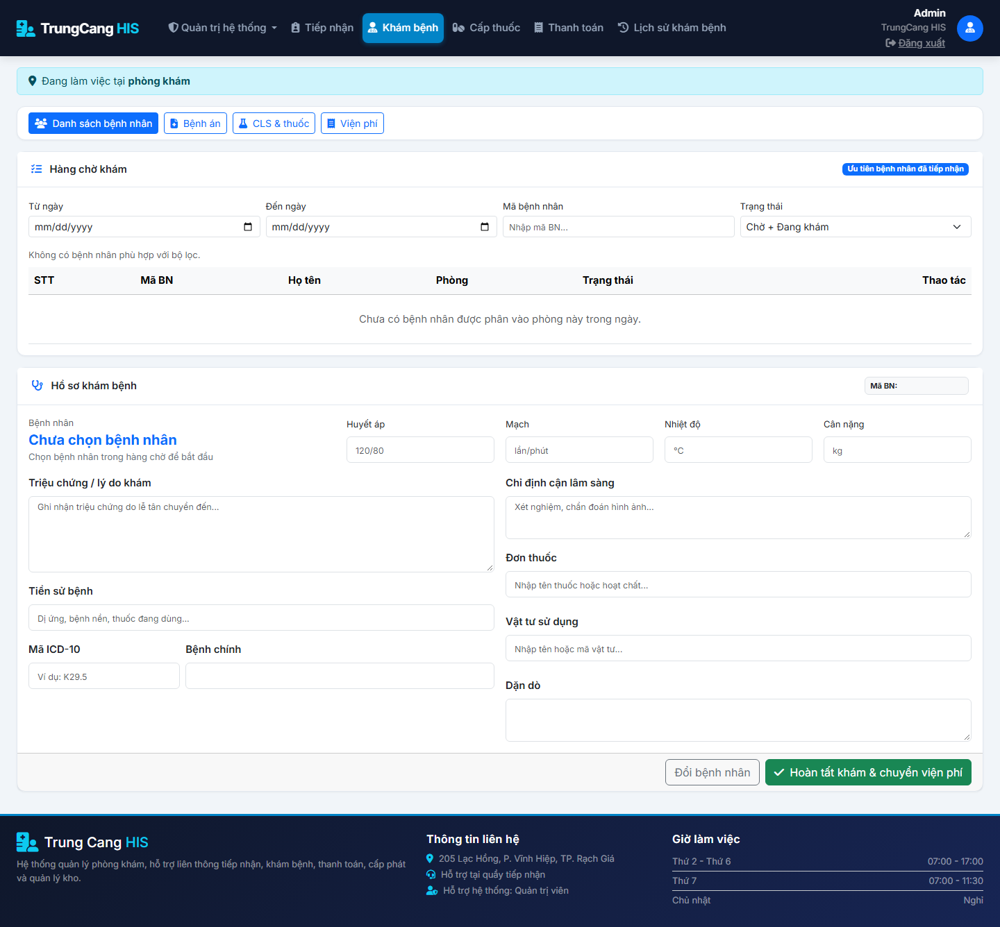 TrungCang HIS
Quản trị hệ thống
Tiếp nhận
Khám bệnh
Cấp thuốc
Thanh toán
Lịch sử khám bệnh
Admin
TrungCang HIS
Đăng xuất
Đang làm việc tại phòng khám
Danh sách bệnh nhân
Bệnh án
CLS & thuốc
Viện phí
Hàng chờ khám
Ưu tiên bệnh nhân đã tiếp nhận
Từ ngày
Đến ngày
Mã bệnh nhân
Trạng thái
mm/dd/yyyy
mm/dd/yyyy
Nhập mã BN...
Chờ + Đang khám
Không có bệnh nhân phù hợp với bộ lọc.
STT
Mã BN
Họ tên
Phòng
Trạng thái
Thao tác
Chưa có bệnh nhân được phân vào phòng này trong ngày.
Hồ sơ khám bệnh
Mã BN:
Bệnh nhân
Chưa chọn bệnh nhân
Chọn bệnh nhân trong hàng chờ để bắt đầu
Huyết áp
120/80
Mạch
lần/phút
Nhiệt độ
°C
Cân nặng
kg
Triệu chứng / lý do khám
Ghi nhận triệu chứng do lễ tân chuyển đến...
Tiền sử bệnh
Dị ứng, bệnh nền, thuốc đang dùng...
Mã ICD-10
Ví dụ: K29.5
Bệnh chính
Chỉ định cận lâm sàng
Xét nghiệm, chẩn đoán hình ảnh...
Đơn thuốc
Nhập tên thuốc hoặc hoạt chất...
Vật tư sử dụng
Nhập tên hoặc mã vật tư...
Dặn dò
Đổi bệnh nhân
Hoàn tất khám & chuyển viện phí
Trung Cang HIS
Hệ thống quản lý phòng khám, hỗ trợ liên thông tiếp nhận, khám bệnh, thanh toán, cấp phát
và quản lý kho.
Thông tin liên hệ
205 Lạc Hồng, P. Vĩnh Hiệp, TP. Rạch Giá
Hỗ trợ tại quầy tiếp nhận
Hỗ trợ hệ thống: Quản trị viên
Giờ làm việc
Thứ 2 - Thứ 6
07:00 - 17:00
Thứ 7
07:00 - 11:30
Chủ nhật
Nghỉ